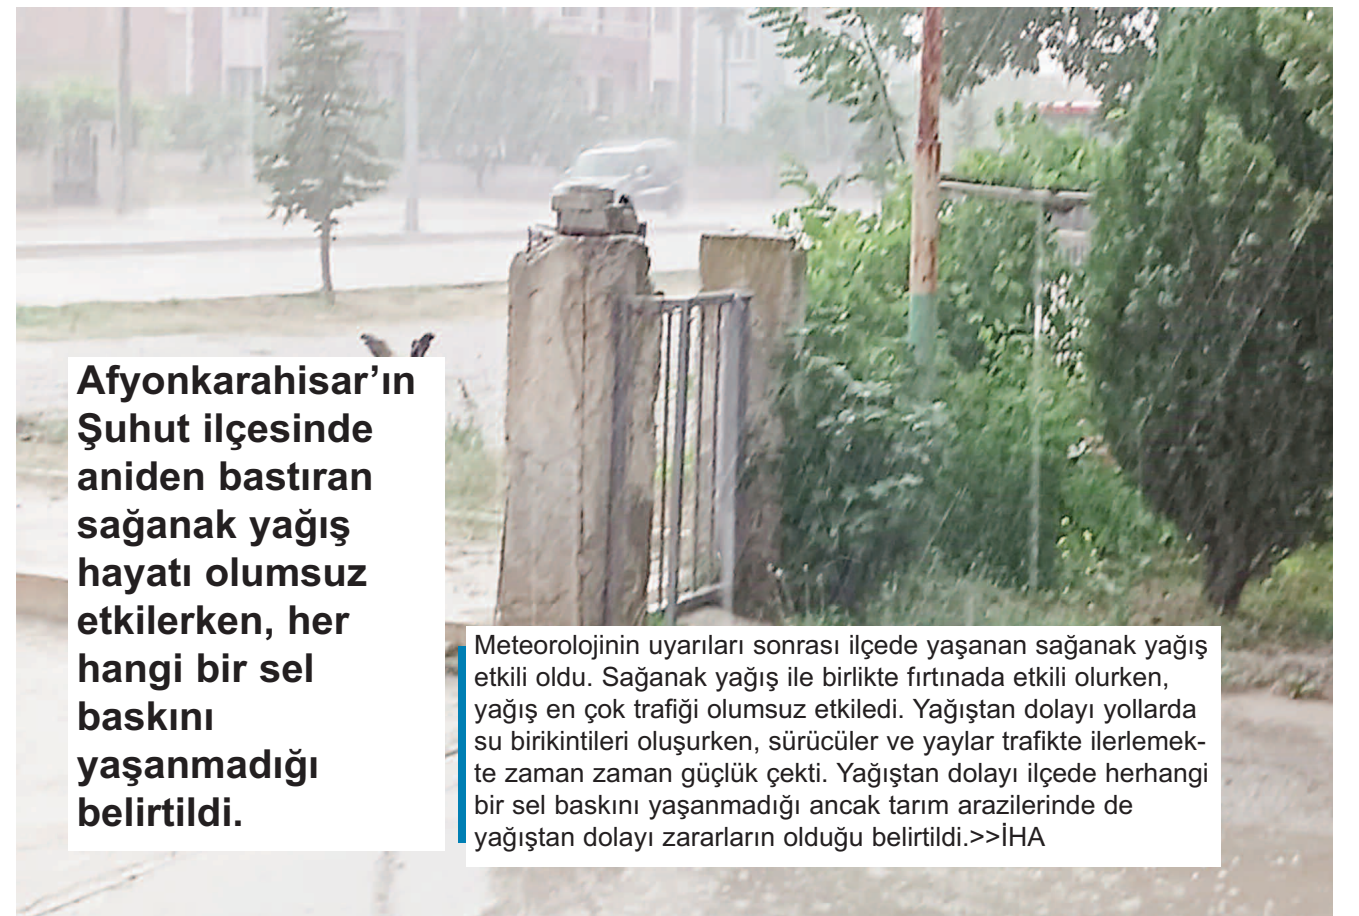 Afyonkarahisar’ın
Şuhut ilçesinde
aniden bastıran
sağanak yağış
hayatı olumsuz
etkilerken, her
hangi bir sel
baskını
yaşanmadığı
belirtildi.
Meteorolojinin uyarıları sonrası ilçede yaşanan sağanak yağış
etkili oldu. Sağanak yağış ile birlikte fırtınada etkili olurken,
yağış en çok trafiği olumsuz etkiledi. Yağıştan dolayı yollarda
su birikintileri oluşurken, sürücüler ve yaylar trafikte ilerlemek-
te zaman zaman güçlük çekti. Yağıştan dolayı ilçede herhangi
bir sel baskını yaşanmadığı ancak tarım arazilerinde de
yağıştan dolayı zararların olduğu belirtildi.>>İHA